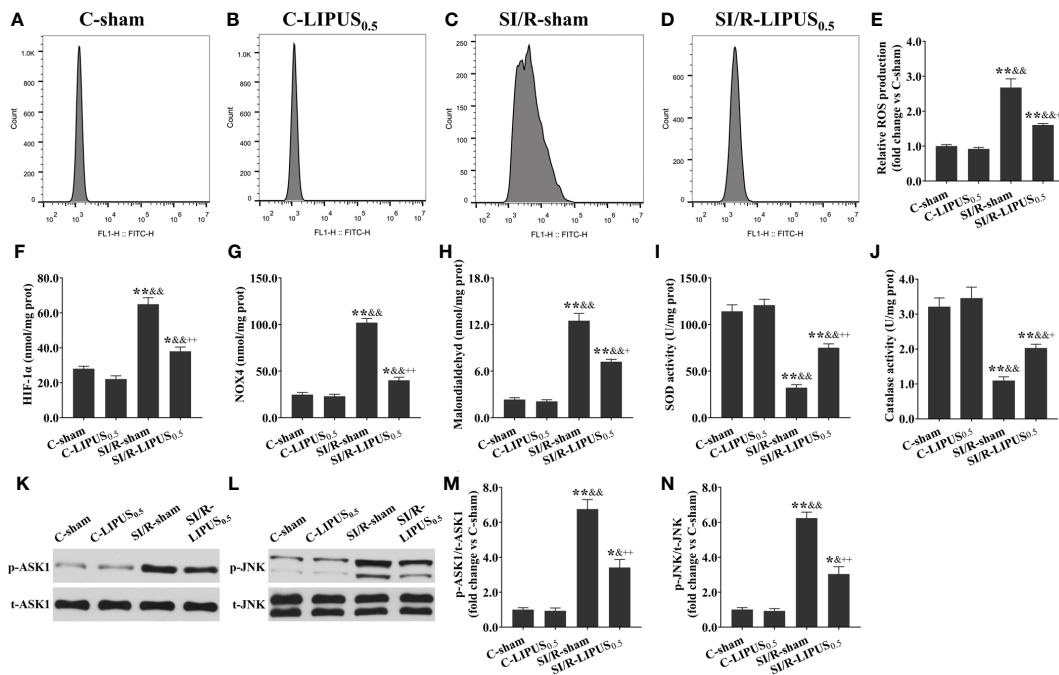 A C-sham
B C-LIPUS0.5
C SI/R-sham
D SI/R-LIPUS0.5
E
Count
1.0K
800
600
400
200
0
10^2 10^3 10^4 10^5 10^6 10^7
FL1-H :: FITC-H
Count
1.0K
800
600
400
200
0
10^2 10^3 10^4 10^5 10^6 10^7
FL1-H :: FITC-H
Count
250
200
150
100
50
0
10^2 10^3 10^4 10^5 10^6 10^7
FL1-H :: FITC-H
Count
600
400
200
0
10^2 10^3 10^4 10^5 10^6 10^7
FL1-H :: FITC-H
Relative ROS production
(fold change vs C-sham)
4.0
3.0
2.0
1.0
0.0
**&&
**&&+
C-sham
C-LIPUS0.5
SI/R-sham
SI/R-LIPUS0.5
F
HIF-1α (nmol/mg prot)
80.0
60.0
40.0
20.0
0.0
**&&
*&&++
C-sham
C-LIPUS0.5
SI/R-sham
SI/R-LIPUS0.5
G
NOX4 (nmol/mg prot)
150.0
100.0
50.0
0.0
**&&
*&&++
C-sham
C-LIPUS0.5
SI/R-sham
SI/R-LIPUS0.5
H
Malondialdehyd (nmol/mg prot)
18.0
12.0
6.0
0.0
**&&
**&&+
C-sham
C-LIPUS0.5
SI/R-sham
SI/R-LIPUS0.5
I
SOD activity (U/mg prot)
150.0
100.0
50.0
0.0
**&&
**&&++
C-sham
C-LIPUS0.5
SI/R-sham
SI/R-LIPUS0.5
J
Catalase activity (U/mg prot)
4.0
3.0
2.0
1.0
0.0
**&&
**&&+
C-sham
C-LIPUS0.5
SI/R-sham
SI/R-LIPUS0.5
K
C-sham
C-LIPUS0.5
SI/R-sham
SI/R-
LIPUS0.5
p-ASK1
t-ASK1
L
C-sham
C-LIPUS0.5
SI/R-sham
SI/R-
LIPUS0.5
p-JNK
t-JNK
M
p-ASK1/t-ASK1
(fold change vs C-sham)
8.0
6.0
4.0
2.0
0.0
**&&
*&++
C-sham
C-LIPUS0.5
SI/R-sham
SI/R-LIPUS0.5
N
p-JNK/t-JNK
(fold change vs C-sham)
8.0
6.0
4.0
2.0
0.0
**&&
*&++
C-sham
C-LIPUS0.5
SI/R-sham
SI/R-LIPUS0.5